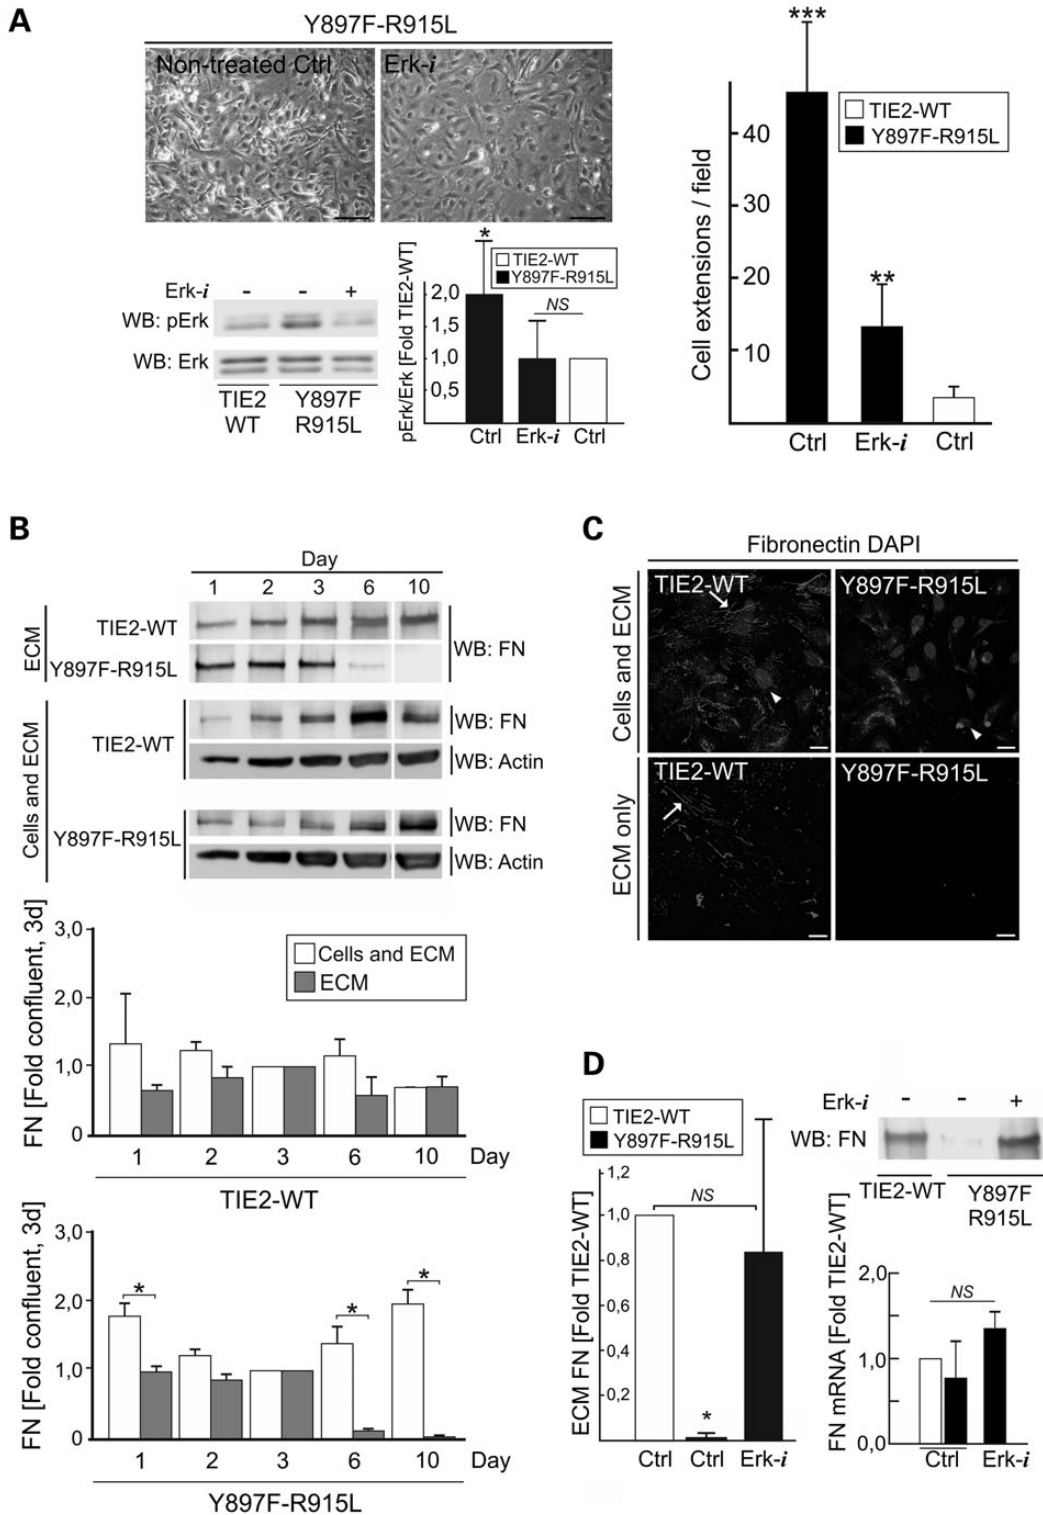 A
Y897F-R915L
Non-treated Ctrl
Erk-i
Erk-i - - +
WB: pErk
WB: Erk
TIE2 WT
Y897F R915L
pErk/Erk [Fold TIE2-WT]
2,0
1,0
0,5
*
NS
TIE2-WT
Y897F-R915L
Ctrl Erk-i Ctrl
Cell extensions / field
40
30
20
10
***
**
TIE2-WT
Y897F-R915L
Ctrl Erk-i Ctrl
B
Day
1 2 3 6 10
ECM
TIE2-WT
Y897F-R915L
WB: FN
Cells and ECM
TIE2-WT
WB: FN
WB: Actin
Y897F-R915L
WB: FN
WB: Actin
FN [Fold confluent, 3d]
3,0
2,0
1,0
0
Cells and ECM
ECM
1 2 3 6 10 Day
TIE2-WT
FN [Fold confluent, 3d]
3,0
2,0
1,0
0
* * *
1 2 3 6 10 Day
Y897F-R915L
C
Fibronectin DAPI
Cells and ECM
TIE2-WT
Y897F-R915L
ECM only
TIE2-WT
Y897F-R915L
D
TIE2-WT
Y897F-R915L
ECM FN [Fold TIE2-WT]
1,2
1,0
0,8
0,6
0,4
0,2
NS
*
Ctrl Ctrl Erk-i
Erk-i - - +
WB: FN
TIE2-WT
Y897F R915L
FN mRNA [Fold TIE2-WT]
2,0
1,0
0,0
NS
Ctrl Erk-i